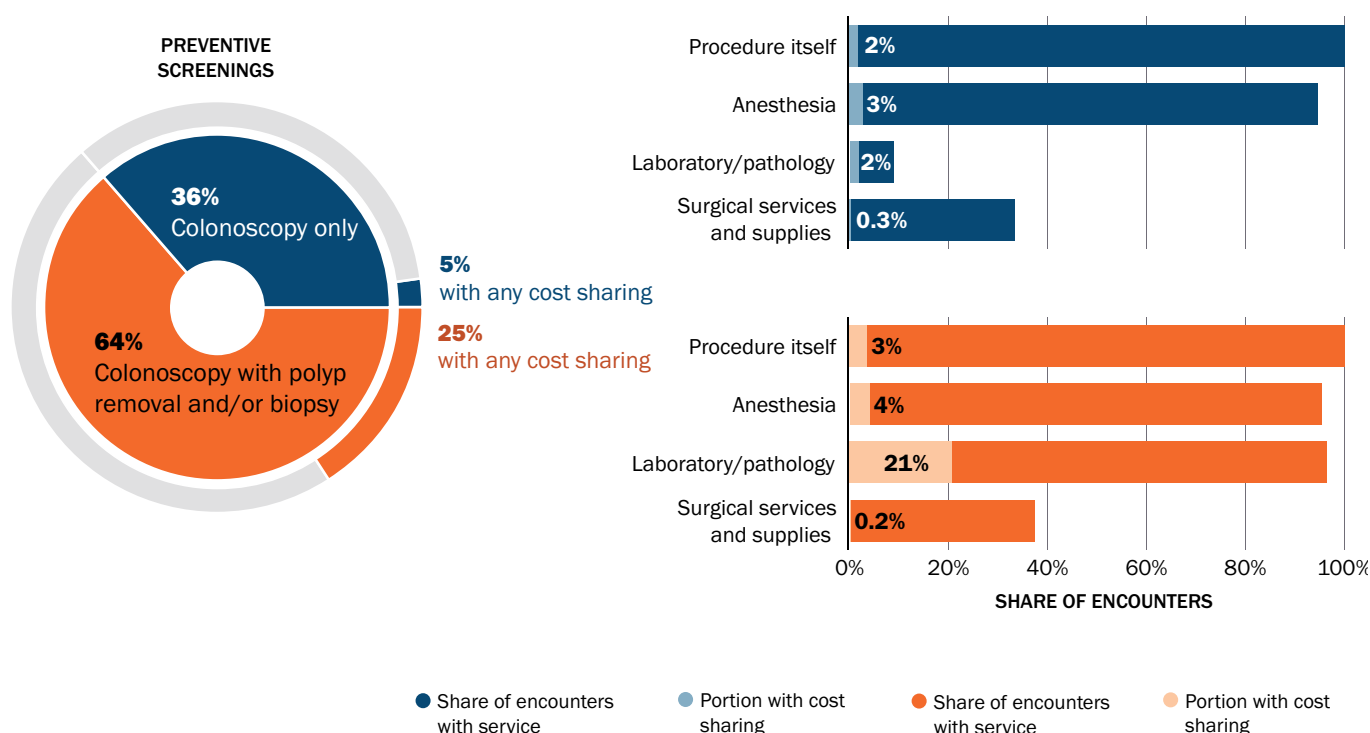 PREVENTIVE
SCREENINGS
36%
Colonoscopy only
64%
Colonoscopy with polyp
removal and/or biopsy
5%
with any cost sharing
25%
with any cost sharing
Procedure itself
2%
Anesthesia
3%
Laboratory/pathology
2%
Surgical services
and supplies
0.3%
Procedure itself
3%
Anesthesia
4%
Laboratory/pathology
21%
Surgical services
and supplies
0.2%
0% 20% 40% 60% 80% 100%
SHARE OF ENCOUNTERS
Share of encounters
with service
Portion with cost
sharing
Share of encounters
with service
Portion with cost
sharing